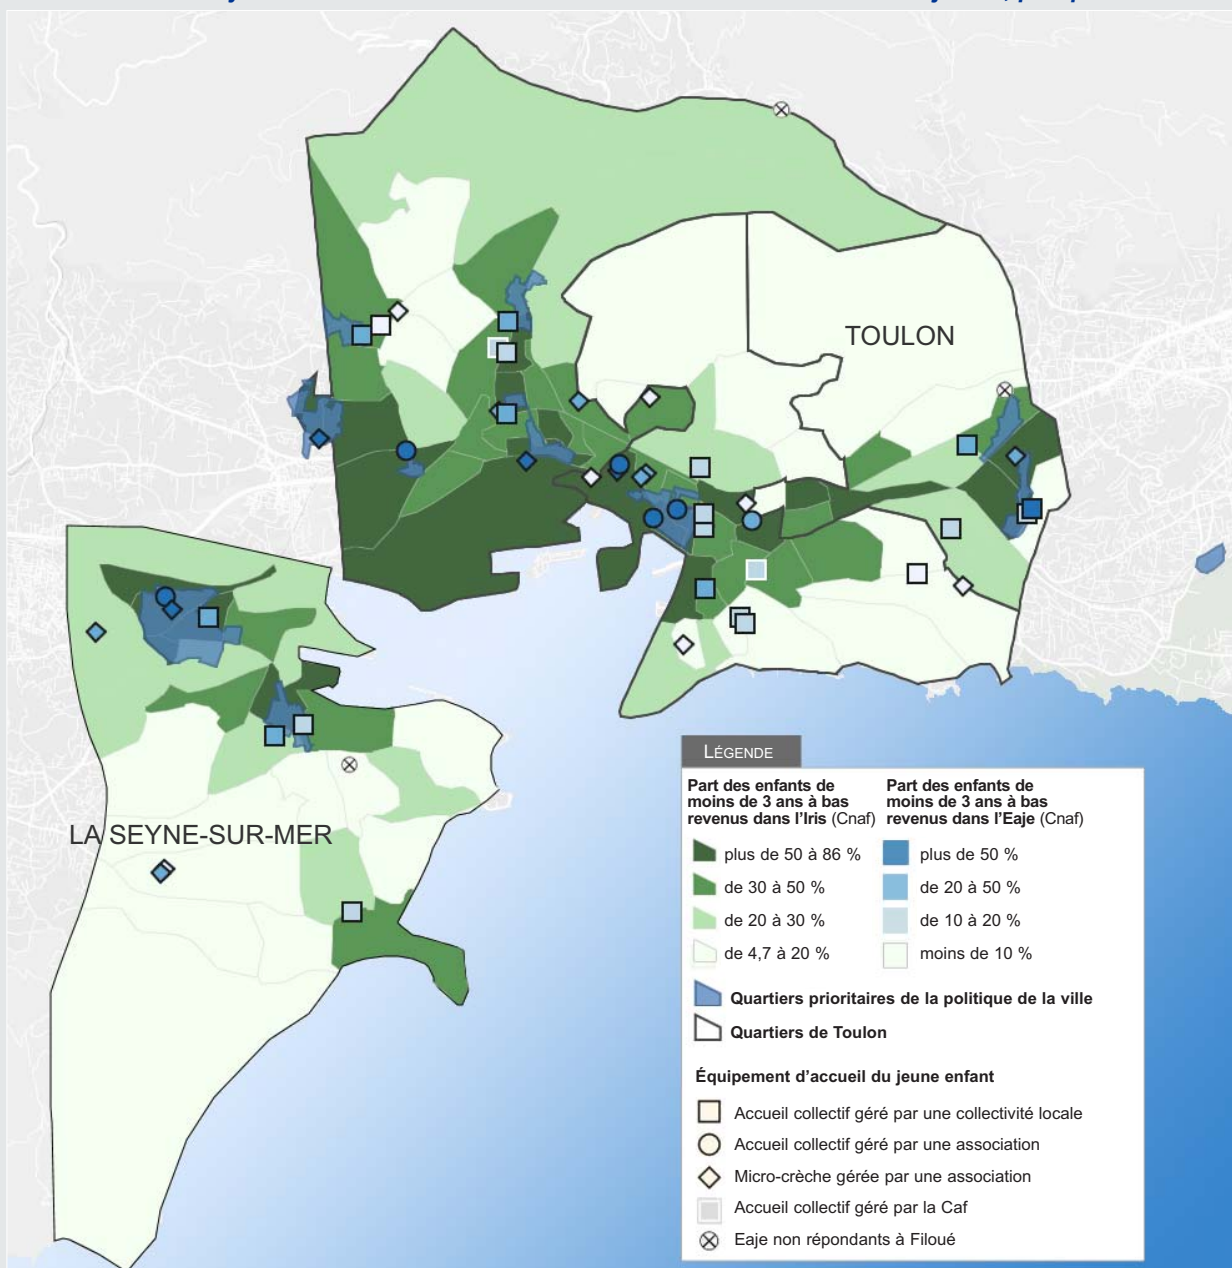 TOULON
LA SEYNE-SUR-MER
LÉGENDE
Part des enfants de
moins de 3 ans à bas
revenus dans l'Iris (Cnaf)
plus de 50 à 86 %
de 30 à 50 %
de 20 à 30 %
de 4,7 à 20 %
Part des enfants de
moins de 3 ans à bas
revenus dans l'Eaje (Cnaf)
plus de 50 %
de 20 à 50 %
de 10 à 20 %
moins de 10 %
Quartiers prioritaires de la politique de la ville
Quartiers de Toulon
Équipement d'accueil du jeune enfant
Accueil collectif géré par une collectivité locale
Accueil collectif géré par une association
Micro-crèche gérée par une association
Accueil collectif géré par la Caf
Eaje non répondants à Filoué